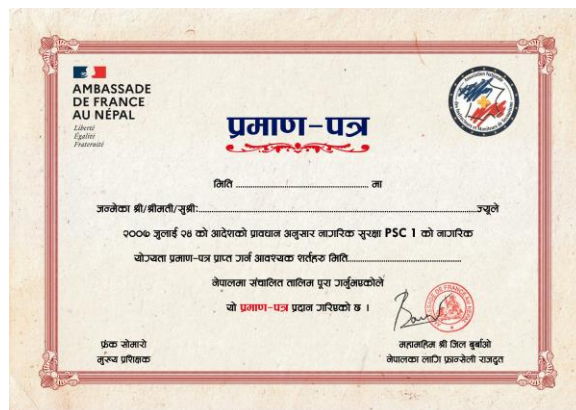 AMBASSADE
DE FRANCE
AU NÉPAL
Liberté
Égalité
Fraternité
प्रमाण-पत्र
मिति ........................................ मा
जन्मेका श्री/श्रीमती/सुश्री:........................................ज्यूले
२००७ जुलाई २४ को आदेशको प्रावधान अनुसार नागरिक सुरक्षा PSC 1 को नागरिक
योग्यता प्रमाण-पत्र प्राप्त गर्न आवश्यक शर्तहरु मिति........................................
नेपालमा संचालित तालिम पूरा गर्नुभएकोले
यो प्रमाण-पत्र प्रदान गरिएको छ ।
फ्रंक सोमारो
मुख्य प्रशिक्षक
महामहिम श्री जिल बुर्बाओ
नेपालका लागि फ्रान्सेली राजदुत